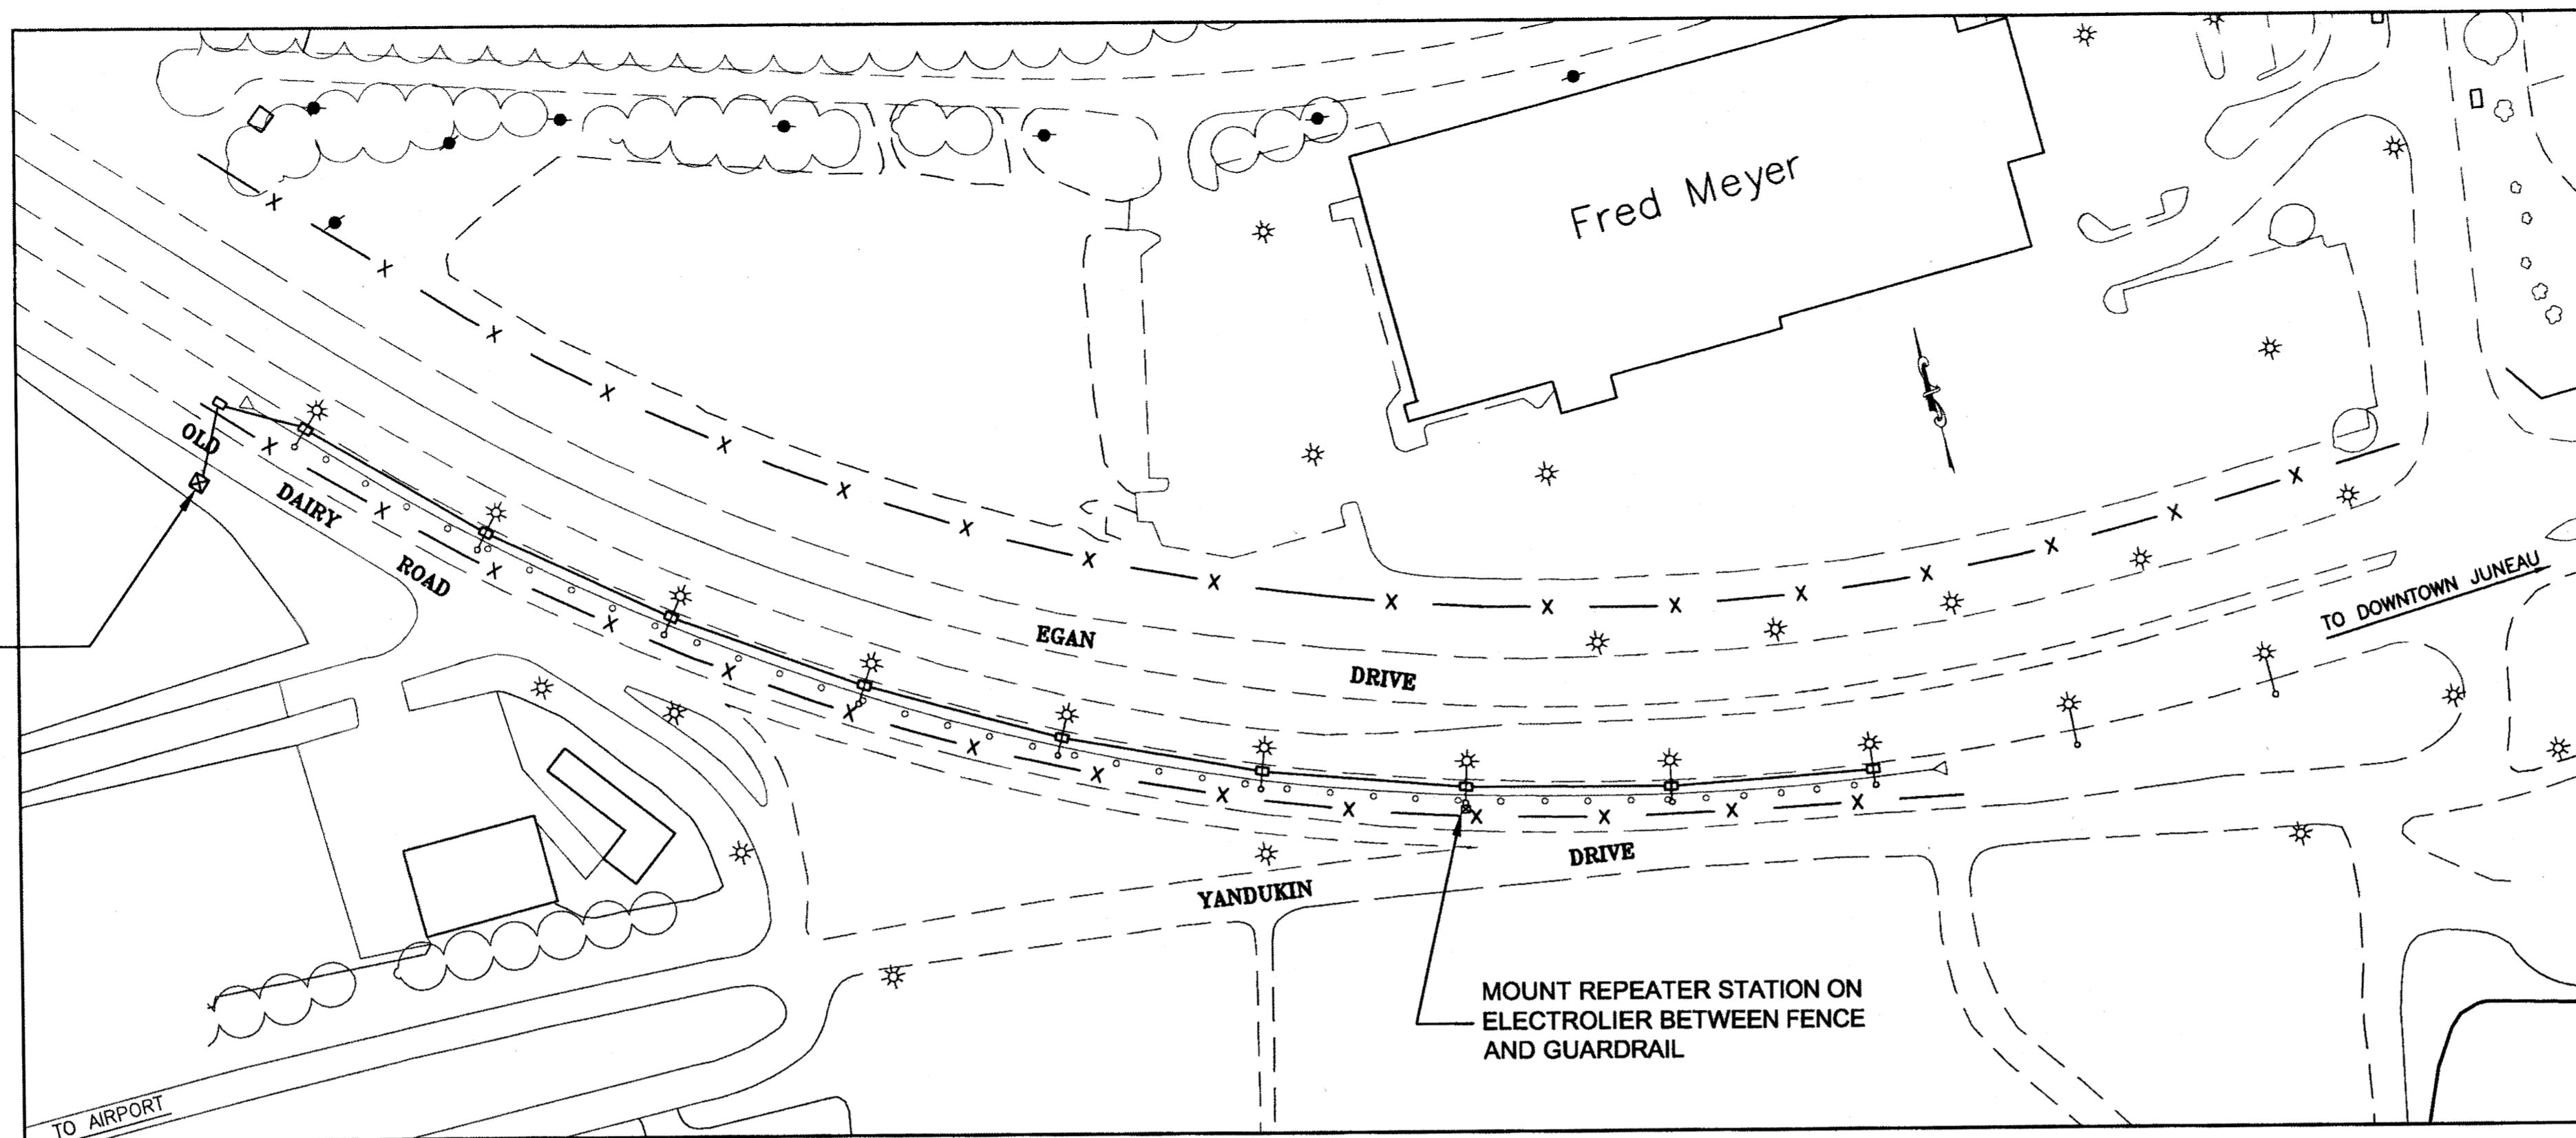 Fred Meyer
OLD
DAIRY
ROAD
EGAN
DRIVE
TO DOWNTOWN JUNEAU
DRIVE
YANDUKIN
MOUNT REPEATER STATION ON
ELECTROLIER BETWEEN FENCE
AND GUARDRAIL
TO AIRPORT